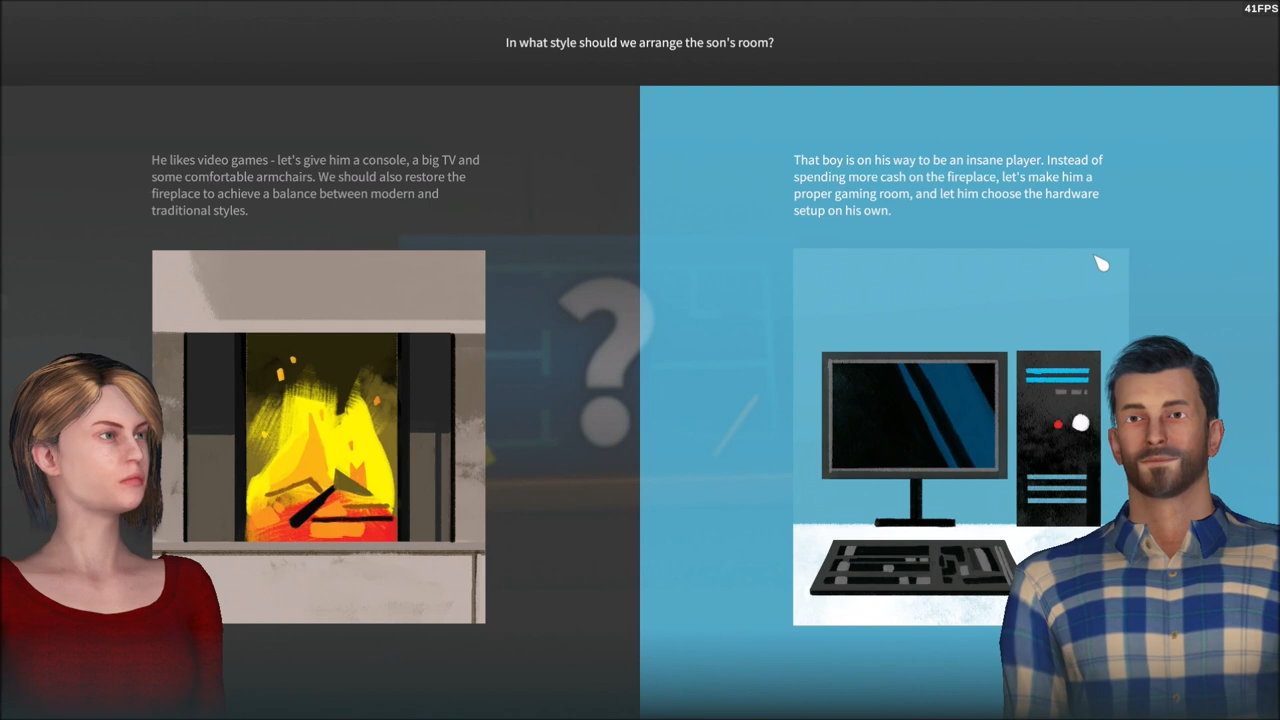 41FPS
In what style should we arrange the son's room?
He likes video games - let's give him a console, a big TV and
some comfortable armchairs. We should also restore the
fireplace to achieve a balance between modern and
traditional styles.
That boy is on his way to be an insane player. Instead of
spending more cash on the fireplace, let's make him a
proper gaming room, and let him choose the hardware
setup on his own.
?